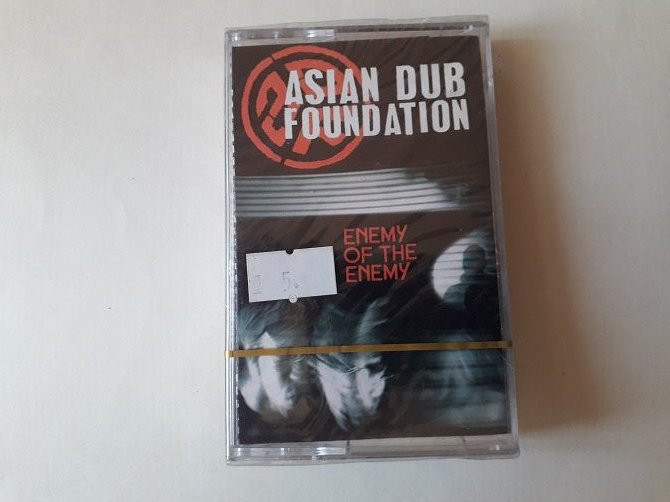 ASIAN DUB
FOUNDATION
ENEMY
OF THE
ENEMY
5.